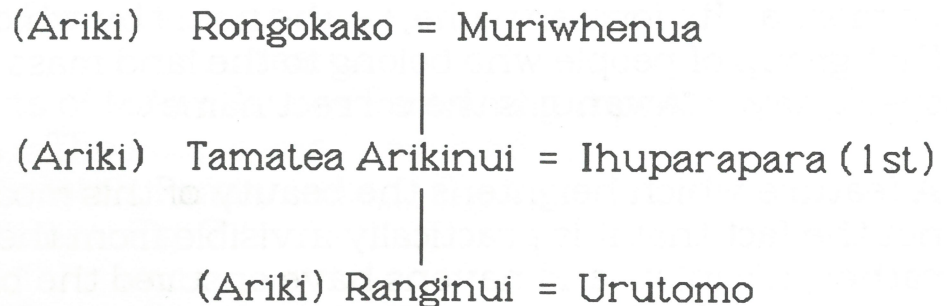 (Ariki) Rongokako = Muriwhenua
(Ariki) Tamatea Arikinui = Ihuparapara (1st)
(Ariki) Ranginui = Urutomo